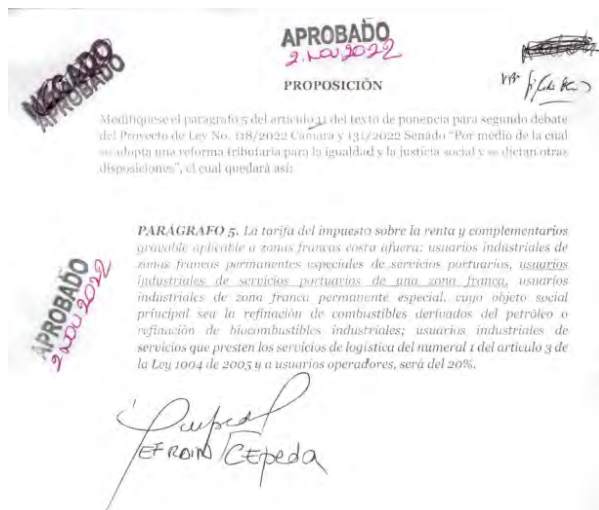 APROBADO
2 NOV 2022
NEGADO
APROBADO
PROPOSICIÓN
Modifíquese el paragrafo 5 del artículo 11 del texto de ponencia para segundo debate
del Proyecto de Ley No. 118/2022 Camara y 131/2022 Senado "Por medio de la cual
se adopta una reforma tributaria para la igualdad y la justicia social y se dictan otras
disposiciones", el cual quedará así:
PARÁGRAFO 5. La tarifa del impuesto sobre la renta y complementarios
gravable aplicable a zonas francas costa afuera; usuarios industriales de
zonas francas permanentes especiales de servicios portuarios, usuarios
industriales de servicios portuarios de una zona franca, usuarios
industriales de zona franca permanente especial, cuyo objeto social
principal sea la refinación de combustibles derivados del petróleo o
refinación de biocombustibles industriales; usuarios industriales de
servicios que presten los servicios de logística del numeral 1 del artículo 3 de
la Ley 1004 de 2005 y a usuarios operadores, será del 20%.
APROBADO
2 NOV 2022
EFRAIN CEPEDA